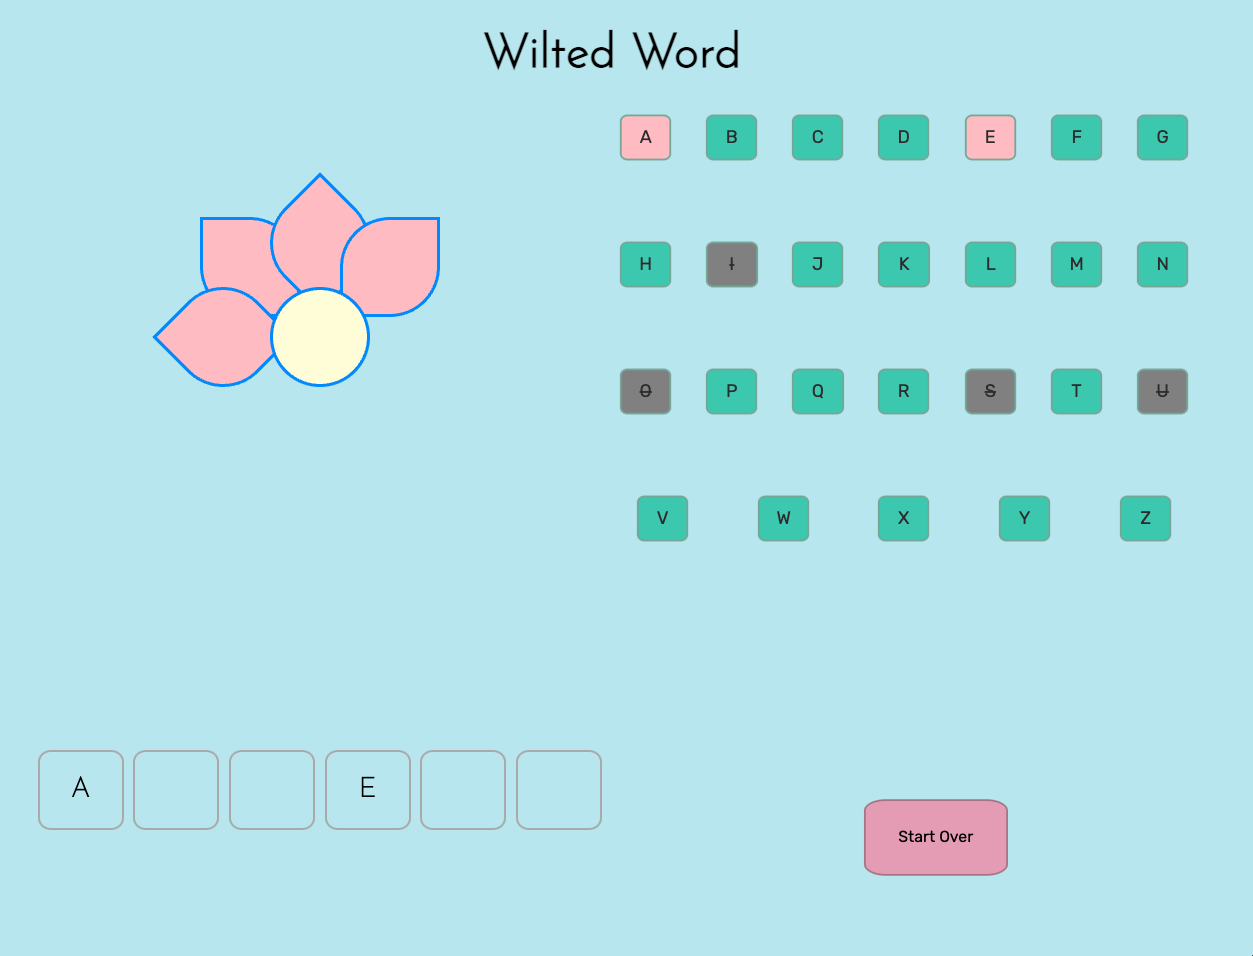 Wilted Word
A B C D E F G
H I J K L M N
O P Q R S T U
V W X Y Z
A E
Start Over